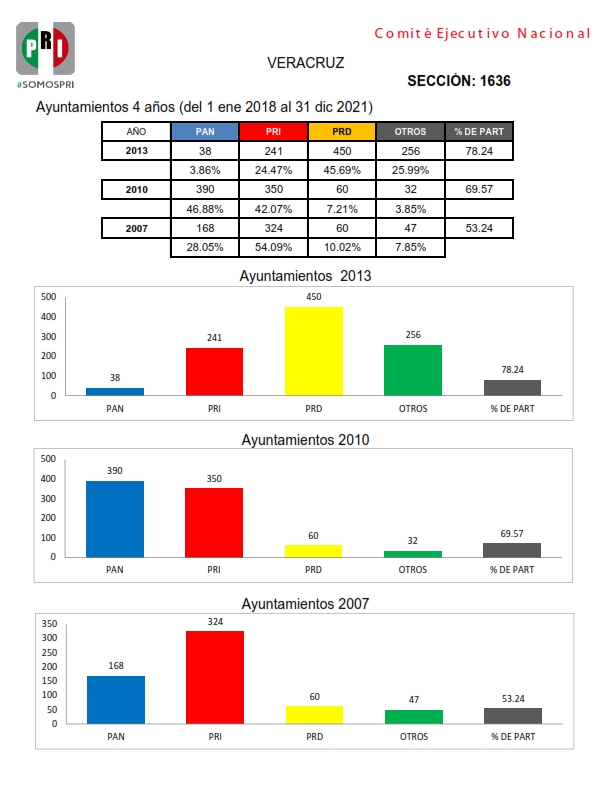 Comité Ejecutivo Nacional
PRI
#SOMOSPRI
VERACRUZ
SECCIÓN: 1636
Ayuntamientos 4 años (del 1 ene 2018 al 31 dic 2021)
AÑO PAN PRI PRD OTROS % DE PART
2013 38 241 450 256 78.24
3.86% 24.47% 45.69% 25.99%
2010 390 350 60 32 69.57
46.88% 42.07% 7.21% 3.85%
2007 168 324 60 47 53.24
28.05% 54.09% 10.02% 7.85%
Ayuntamientos 2013
500
400
300
200
100
0
38 241 450 256 78.24
PAN PRI PRD OTROS % DE PART
Ayuntamientos 2010
500
400
300
200
100
0
390 350 60 32 69.57
PAN PRI PRD OTROS % DE PART
Ayuntamientos 2007
350
300
250
200
150
100
50
0
168 324 60 47 53.24
PAN PRI PRD OTROS % DE PART